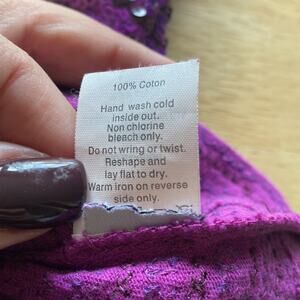 100% Coton
Hand wash cold
inside out.
Non chlorine
bleach only.
Do not wring or twist.
Reshape and
lay flat to dry.
Warm iron on reverse
side only.